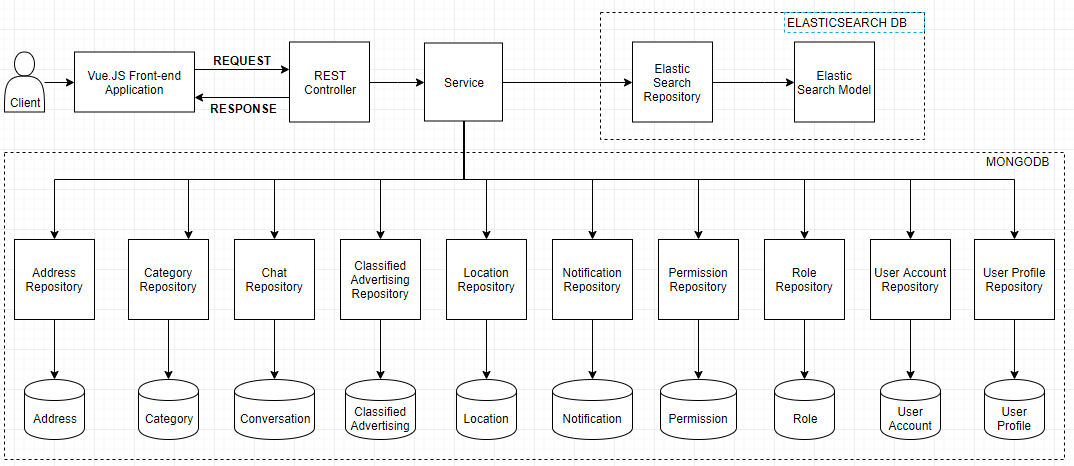 ELASTICSEARCH DB
Client
Vue.JS Front-end
Application
REQUEST
RESPONSE
REST
Controller
Service
Elastic
Search
Repository
Elastic
Search Model
MONGODB
Address
Repository
Category
Repository
Chat
Repository
Classified
Advertising
Repository
Location
Repository
Notification
Repository
Permission
Repository
Role
Repository
User Account
Repository
User Profile
Repository
Address
Category
Conversation
Classified
Advertising
Location
Notification
Permission
Role
User
Account
User
Profile